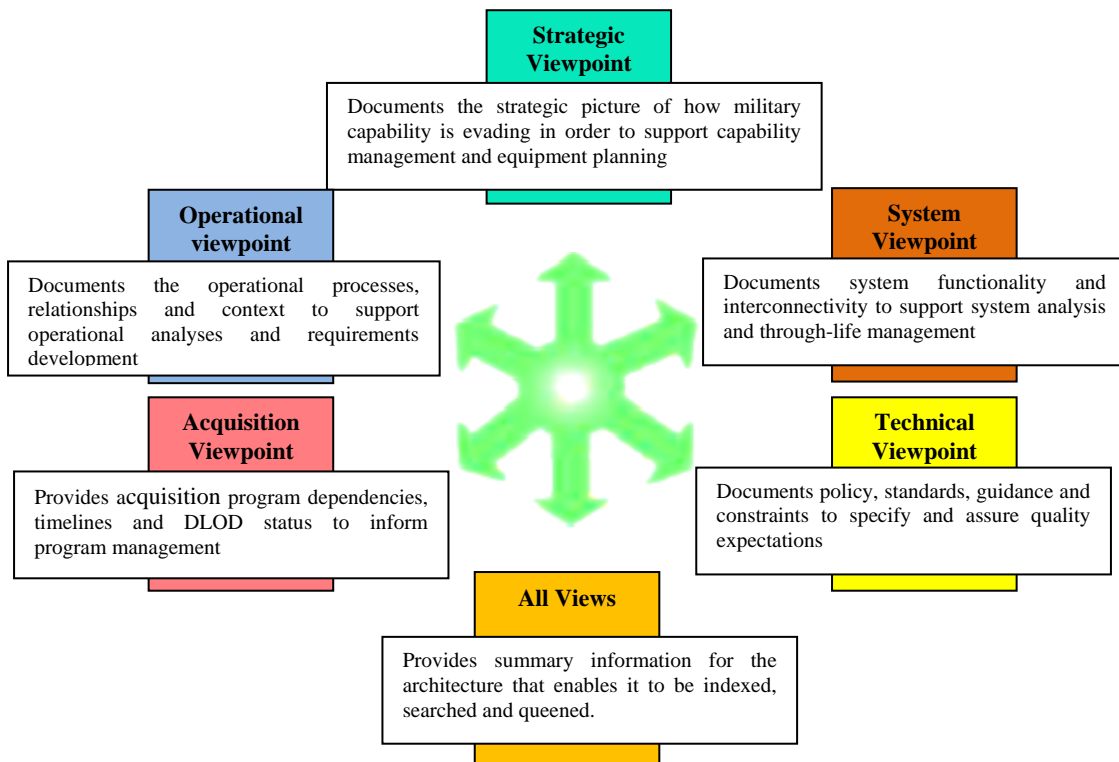 Strategic
Viewpoint
Documents the strategic picture of how military
capability is evading in order to support capability
management and equipment planning
Operational
viewpoint
Documents the operational processes,
relationships and context to support
operational analyses and requirements
development
System
Viewpoint
Documents system functionality and
interconnectivity to support system analysis
and through-life management
Acquisition
Viewpoint
Provides acquisition program dependencies,
timelines and DLOD status to inform
program management
Technical
Viewpoint
Documents policy, standards, guidance and
constraints to specify and assure quality
expectations
All Views
Provides summary information for the
architecture that enables it to be indexed,
searched and queened.